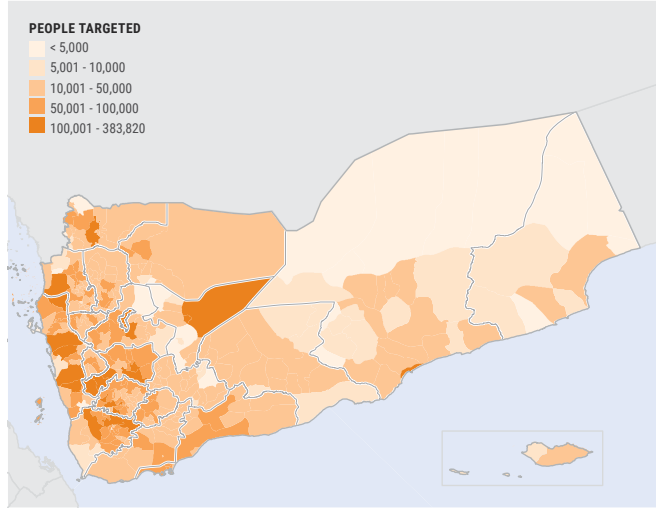 PEOPLE TARGETED
< 5,000
5,001 - 10,000
10,001 - 50,000
50,001 - 100,000
100,001 - 383,820